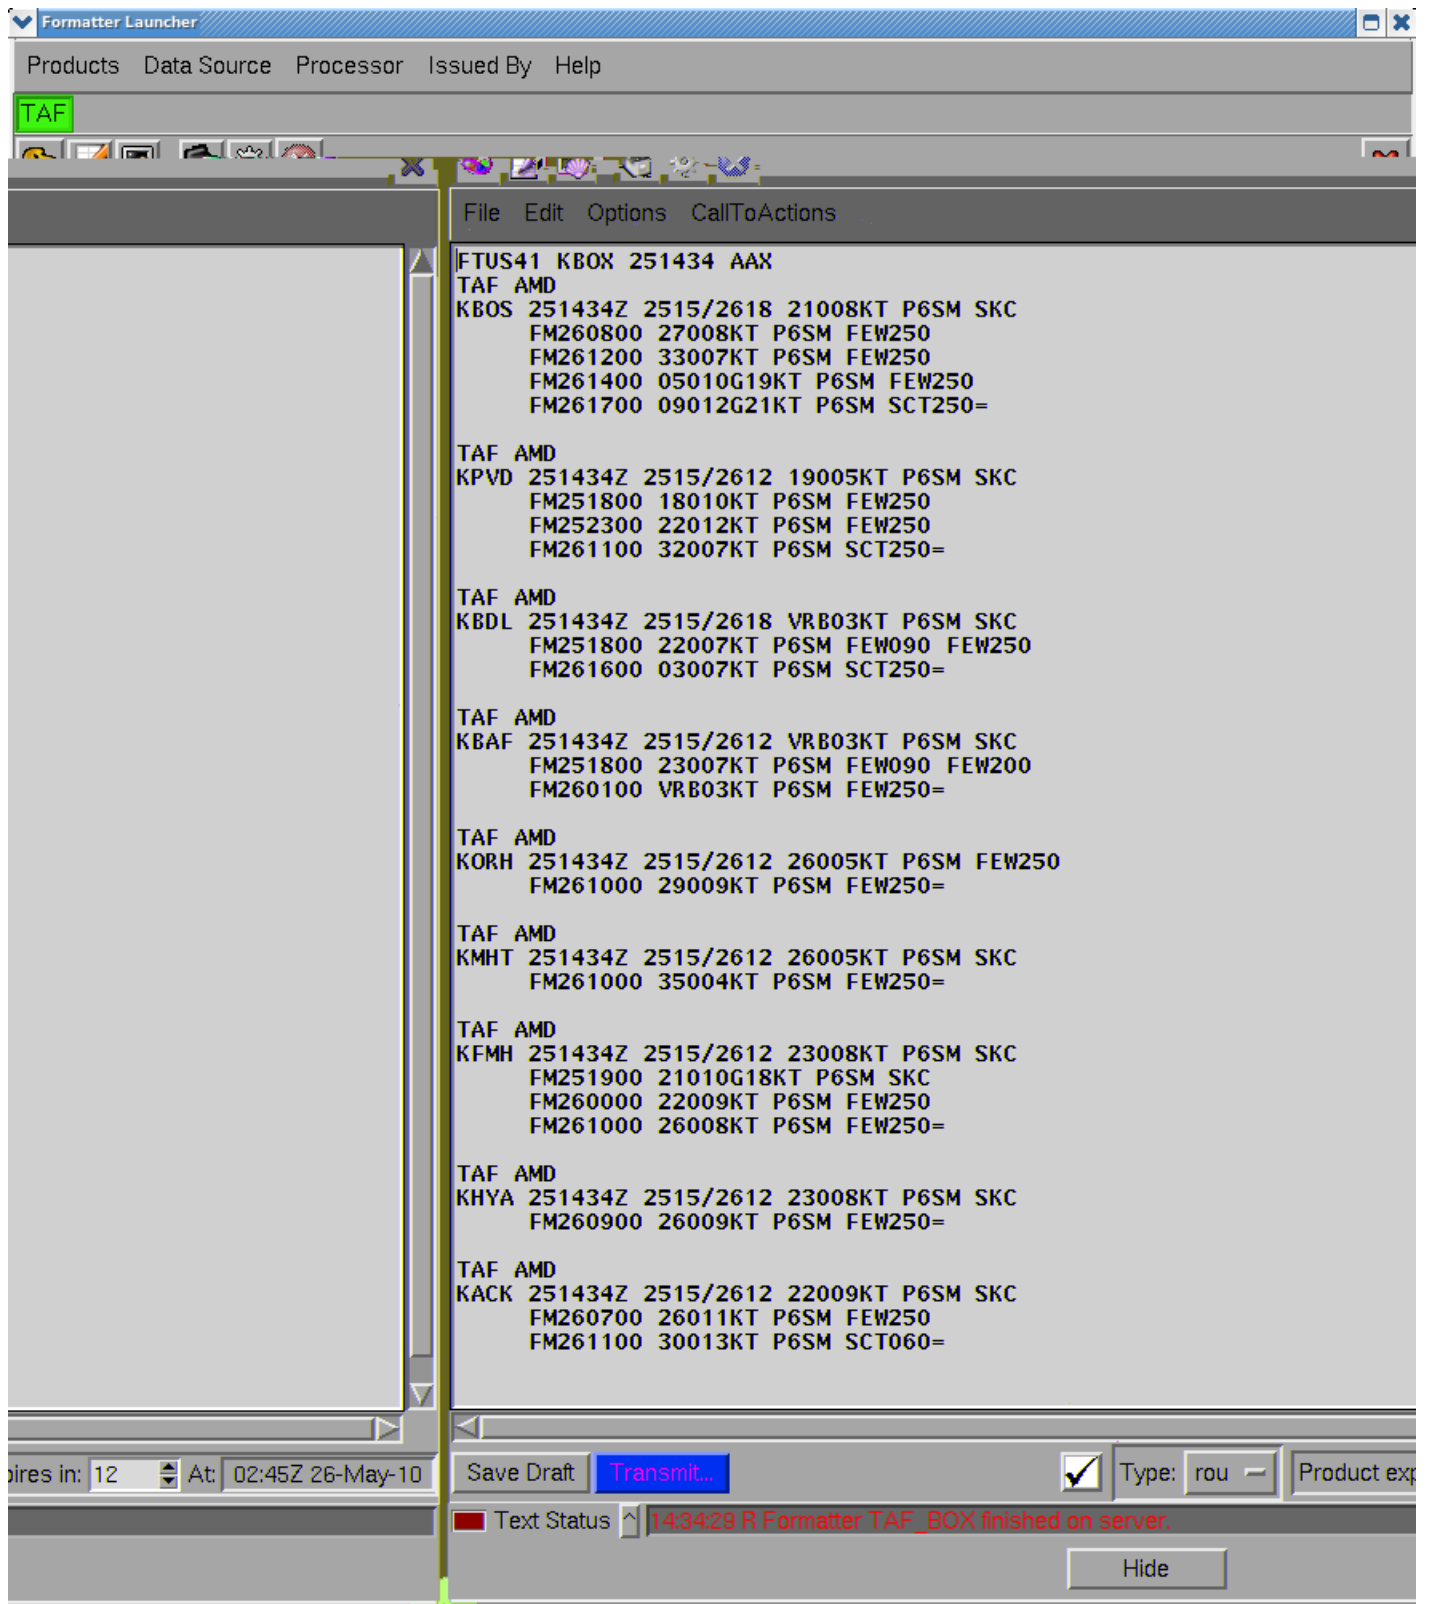 Formatter Launcher
Products Data Source Processor Issued By Help
TAF
File Edit Options CallToActions
FTUS41 KBOX 251434 AAX
TAF AMD
KBOS 251434Z 2515/2618 21008KT P6SM SKC
FM260800 27008KT P6SM FEW250
FM261200 33007KT P6SM FEW250
FM261400 05010G19KT P6SM FEW250
FM261700 09012G21KT P6SM SCT250=
TAF AMD
KPVD 251434Z 2515/2612 19005KT P6SM SKC
FM251800 18010KT P6SM FEW250
FM252300 22012KT P6SM FEW250
FM261100 32007KT P6SM SCT250=
TAF AMD
KBDL 251434Z 2515/2618 VRB03KT P6SM SKC
FM251800 22007KT P6SM FEW090 FEW250
FM261600 03007KT P6SM SCT250=
TAF AMD
KBAF 251434Z 2515/2612 VRB03KT P6SM SKC
FM251800 23007KT P6SM FEW090 FEW200
FM260100 VRB03KT P6SM FEW250=
TAF AMD
KORH 251434Z 2515/2612 26005KT P6SM FEW250
FM261000 29009KT P6SM FEW250=
TAF AMD
KMHT 251434Z 2515/2612 26005KT P6SM SKC
FM261000 35004KT P6SM FEW250=
TAF AMD
KFMH 251434Z 2515/2612 23008KT P6SM SKC
FM251900 21010G18KT P6SM SKC
FM260000 22009KT P6SM FEW250
FM261000 26008KT P6SM FEW250=
TAF AMD
KHYA 251434Z 2515/2612 23008KT P6SM SKC
FM260900 26009KT P6SM FEW250=
TAF AMD
KACK 251434Z 2515/2612 22009KT P6SM SKC
FM260700 26011KT P6SM FEW250
FM261100 30013KT P6SM SCT060=
pires in: 12 At: 02:45Z 26-May-10 Save Draft Transmit... Type: rou Product exp
Text Status 14:34:29 R Formatter TAF_BOX finished on server.
Hide